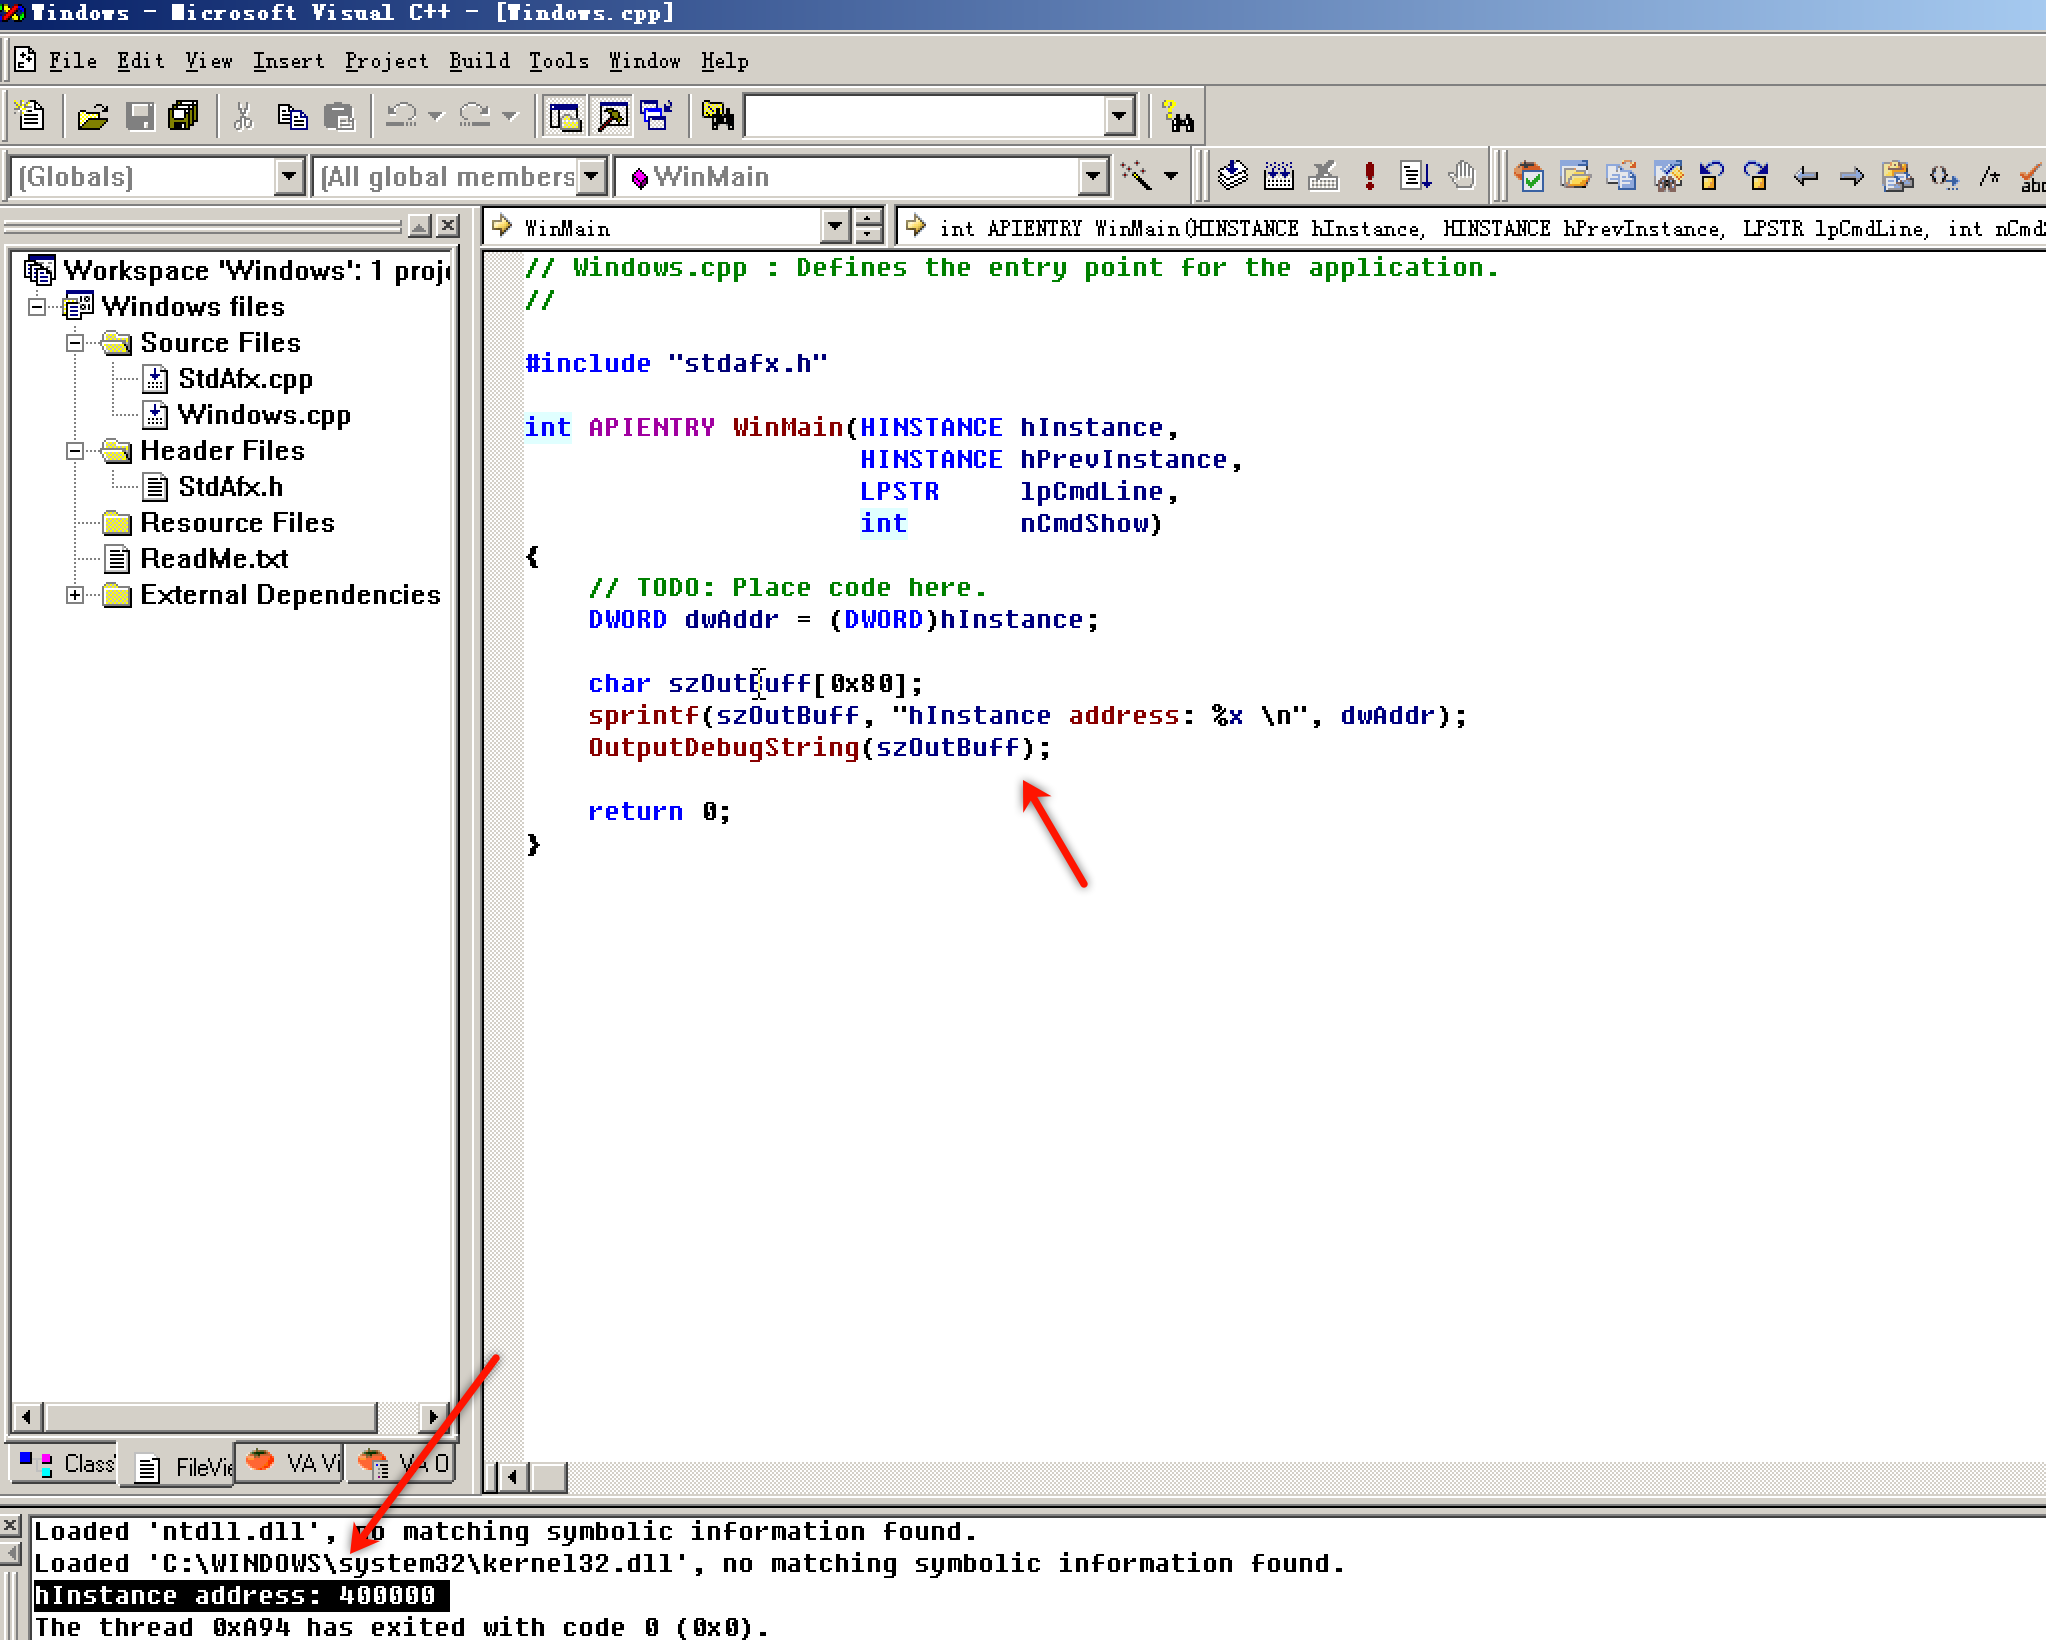 Windows - Microsoft Visual C++ - [Windows.cpp]
File Edit View Insert Project Build Tools Window Help
(Globals) (All global members WinMain
WinMain int APIENTRY WinMain(HINSTANCE hInstance, HINSTANCE hPrevInstance, LPSTR lpCmdLine, int nCmdS
Workspace 'Windows': 1 proj
Windows files
Source Files
StdAfx.cpp
Windows.cpp
Header Files
StdAfx.h
Resource Files
ReadMe.txt
External Dependencies
// Windows.cpp : Defines the entry point for the application.
//
#include "stdafx.h"
int APIENTRY WinMain(HINSTANCE hInstance,
HINSTANCE hPrevInstance,
LPSTR lpCmdLine,
int nCmdShow)
{
// TODO: Place code here.
DWORD dwAddr = (DWORD)hInstance;
char szOutBuff[0x80];
sprintf(szOutBuff, "hInstance address: %x \n", dwAddr);
OutputDebugString(szOutBuff);
return 0;
}
Class FileVie VA Vi VA O
Loaded 'ntdll.dll', no matching symbolic information found.
Loaded 'C:\WINDOWS\system32\kernel32.dll', no matching symbolic information found.
hInstance address: 400000
The thread 0xA94 has exited with code 0 (0x0).